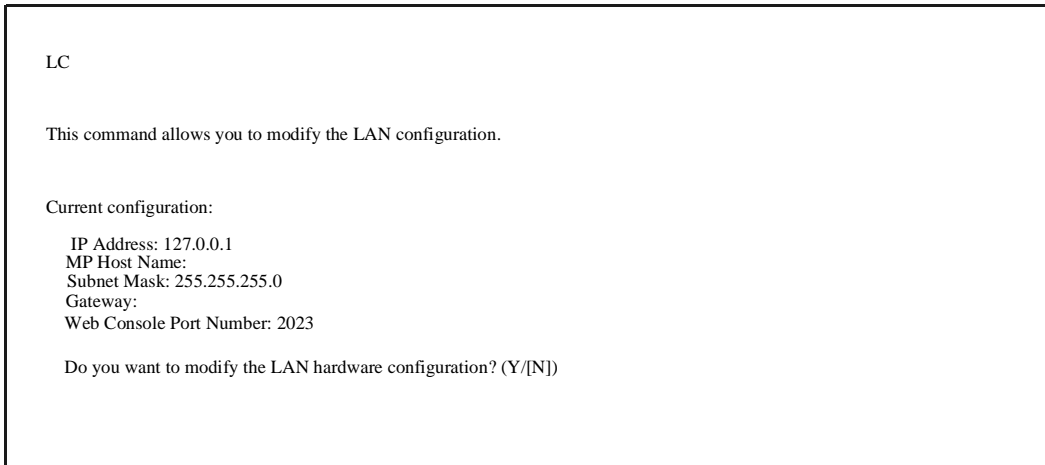 LC
This command allows you to modify the LAN configuration.
Current configuration:
IP Address: 127.0.0.1
MP Host Name:
Subnet Mask: 255.255.255.0
Gateway:
Web Console Port Number: 2023
Do you want to modify the LAN hardware configuration? (Y/[N])